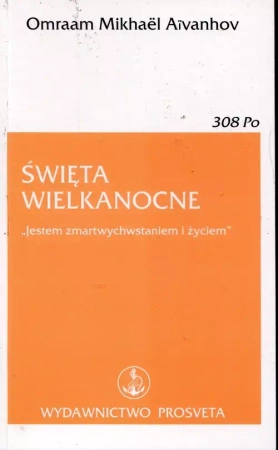 Omraam Mikhaël Aïvanhov
308 Po
ŚWIĘTA
WIELKANOCNE
„Jestem zmartwychwstaniem i życiem”
WYDAWNICTWO PROSVETA